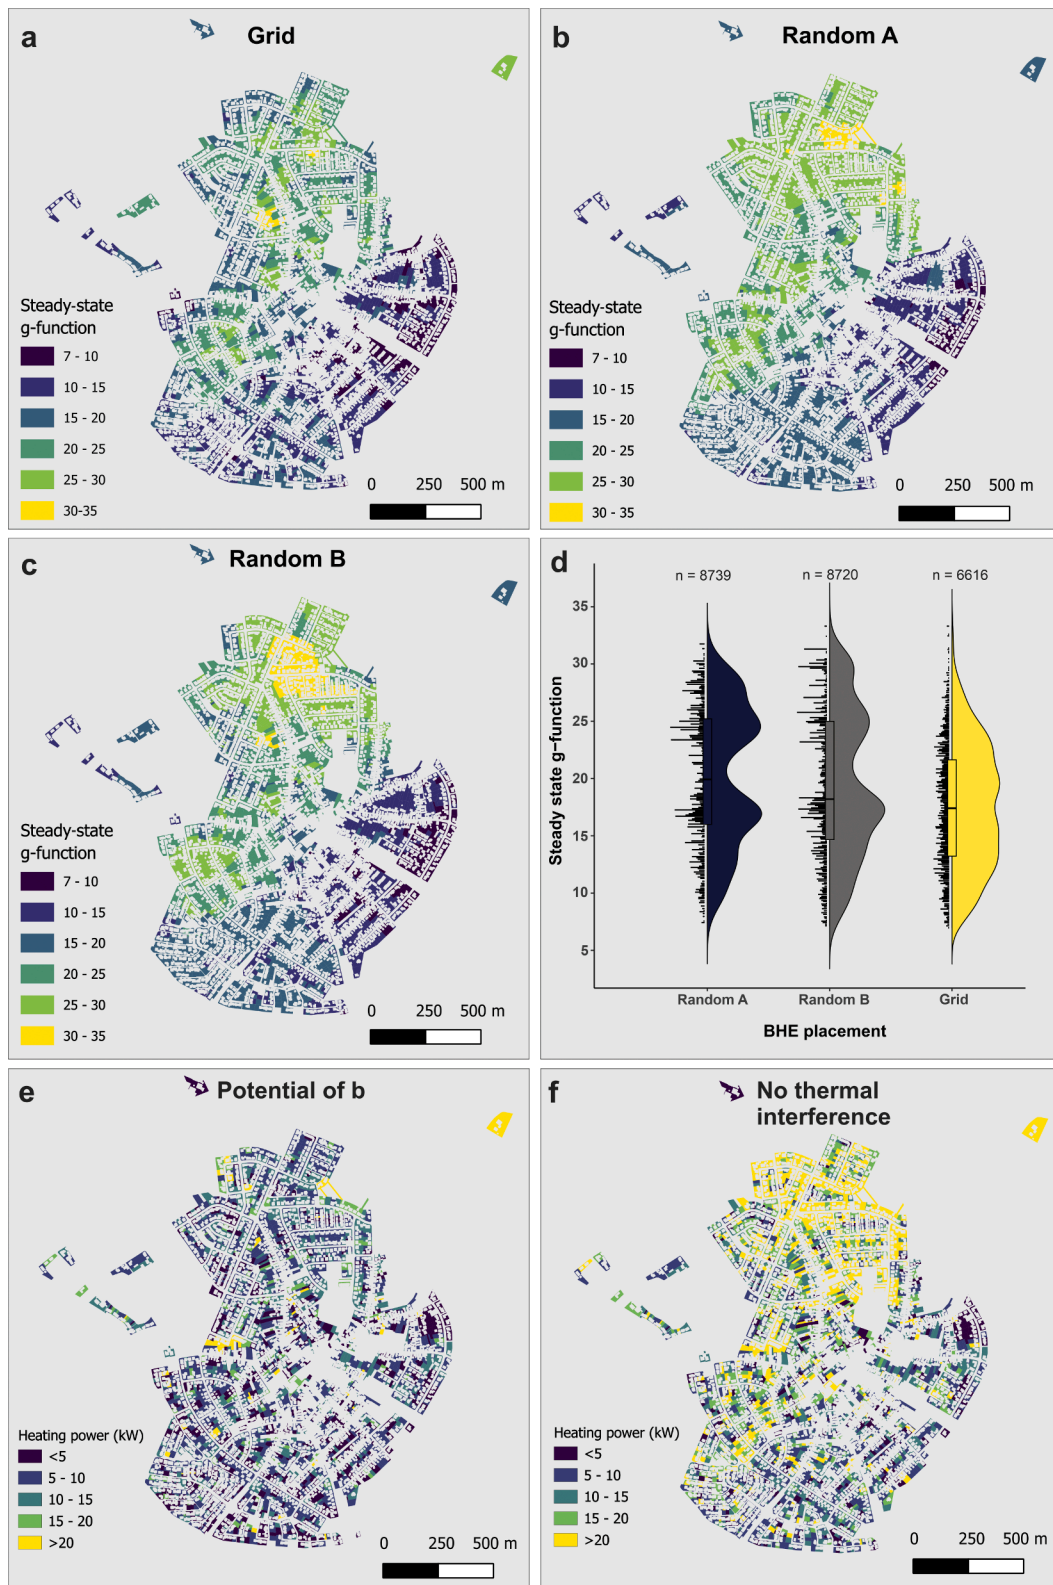 a
Grid
Steady-state
g-function
7 - 10
10 - 15
15 - 20
20 - 25
25 - 30
30-35
0 250 500 m
b
Random A
Steady-state
g-function
7 - 10
10 - 15
15 - 20
20 - 25
25 - 30
30 - 35
0 250 500 m
c
Random B
Steady-state
g-function
7 - 10
10 - 15
15 - 20
20 - 25
25 - 30
30 - 35
0 250 500 m
d
n = 8739 n = 8720 n = 6616
Steady state g-function
35
30
25
20
15
10
5
Random A Random B Grid
BHE placement
e
Potential of b
Heating power (kW)
<5
5 - 10
10 - 15
15 - 20
>20
0 250 500 m
f
No thermal
interference
Heating power (kW)
<5
5 - 10
10 - 15
15 - 20
>20
0 250 500 m